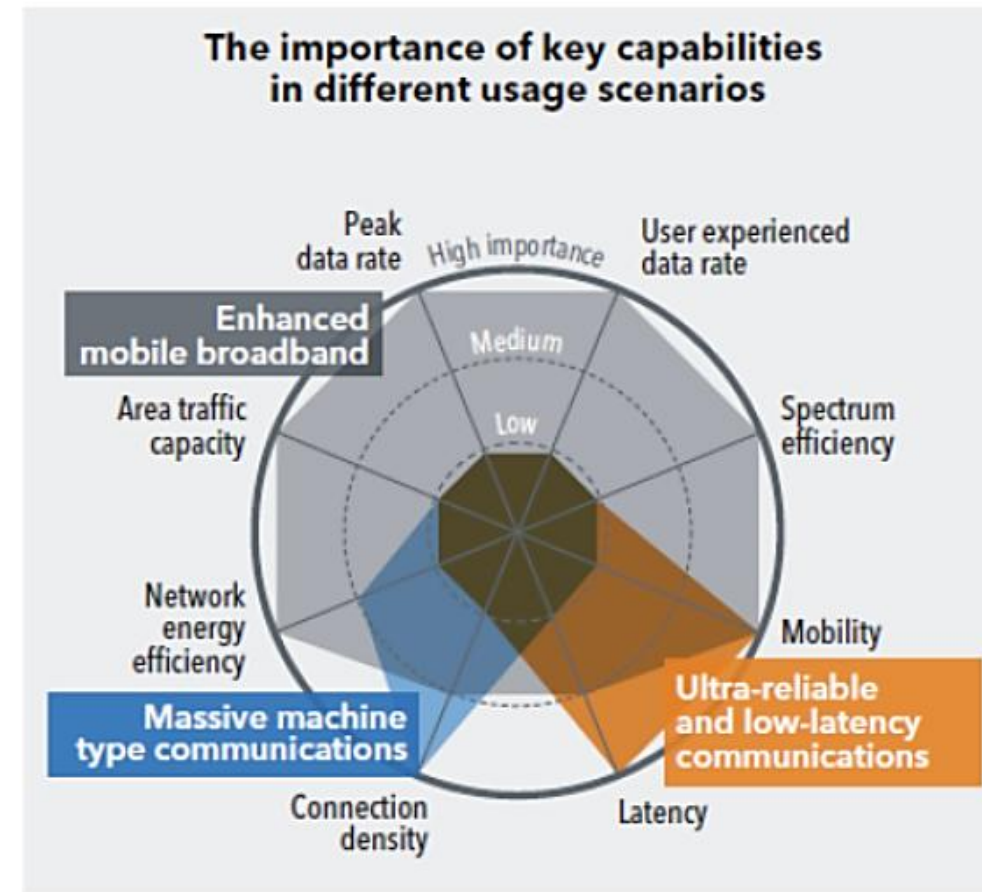 The importance of key capabilities
in different usage scenarios
Peak
data rate
High importance
User experienced
data rate
Enhanced
mobile broadband
Medium
Low
Area traffic
capacity
Spectrum
efficiency
Network
energy
efficiency
Mobility
Massive machine
type communications
Ultra-reliable
and low-latency
communications
Connection
density
Latency